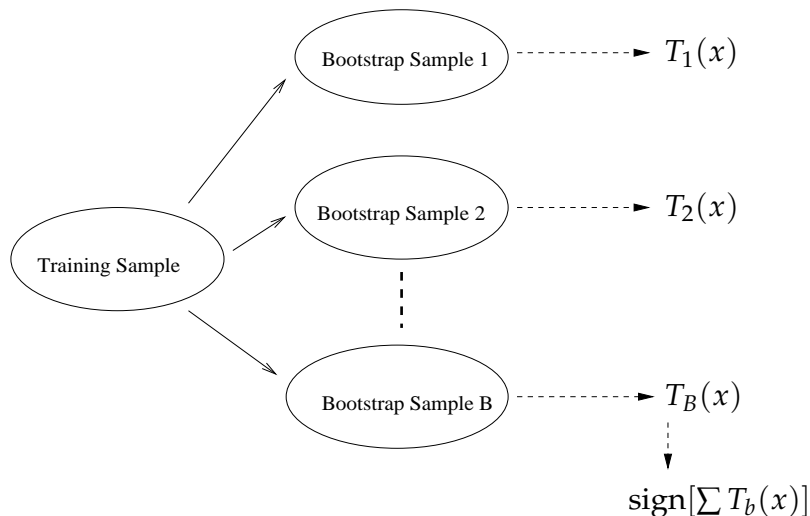 Bootstrap Sample 1
T_1(x)
Bootstrap Sample 2
T_2(x)
Training Sample
Bootstrap Sample B
T_B(x)
sign[∑ T_b(x)]